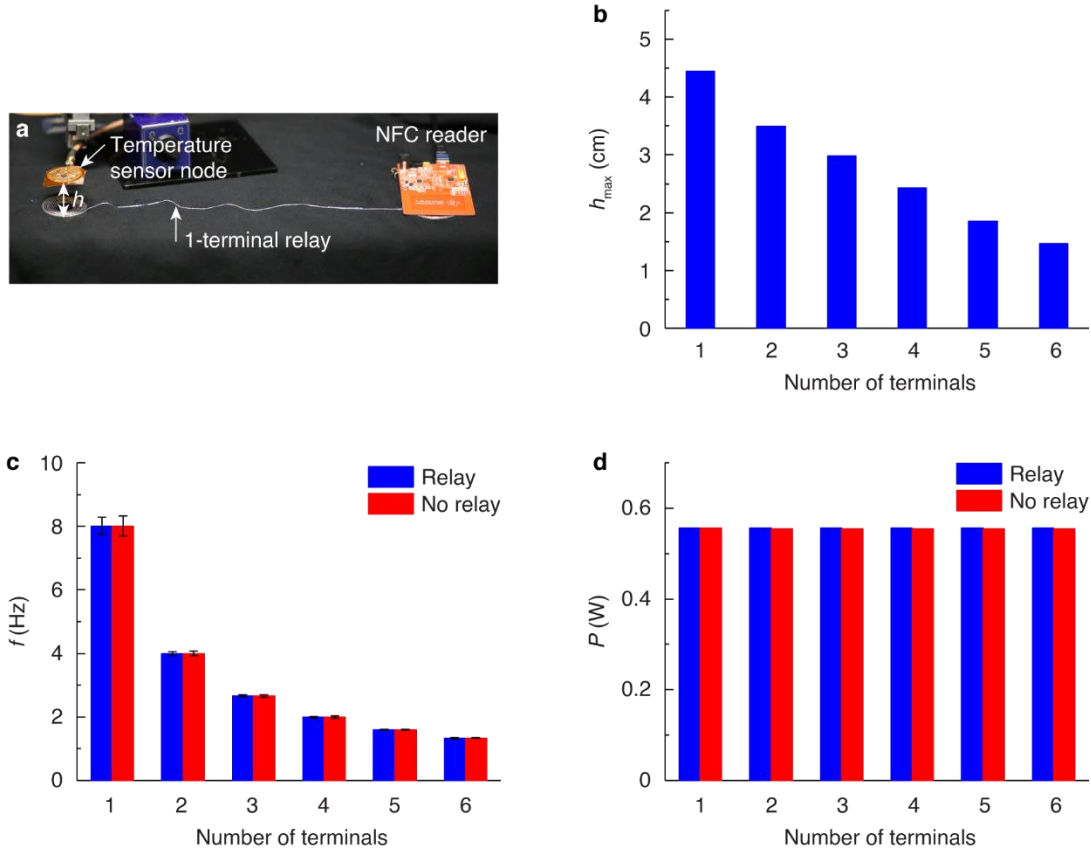 a
Temperature
sensor node
h
1-terminal relay
NFC reader
b
h max (cm)
5
4
3
2
1
0
1 2 3 4 5 6
Number of terminals
c
f (Hz)
10
8
6
4
2
0
Relay
No relay
1 2 3 4 5 6
Number of terminals
d
P (W)
0.6
0.4
0.2
0
Relay
No relay
1 2 3 4 5 6
Number of terminals